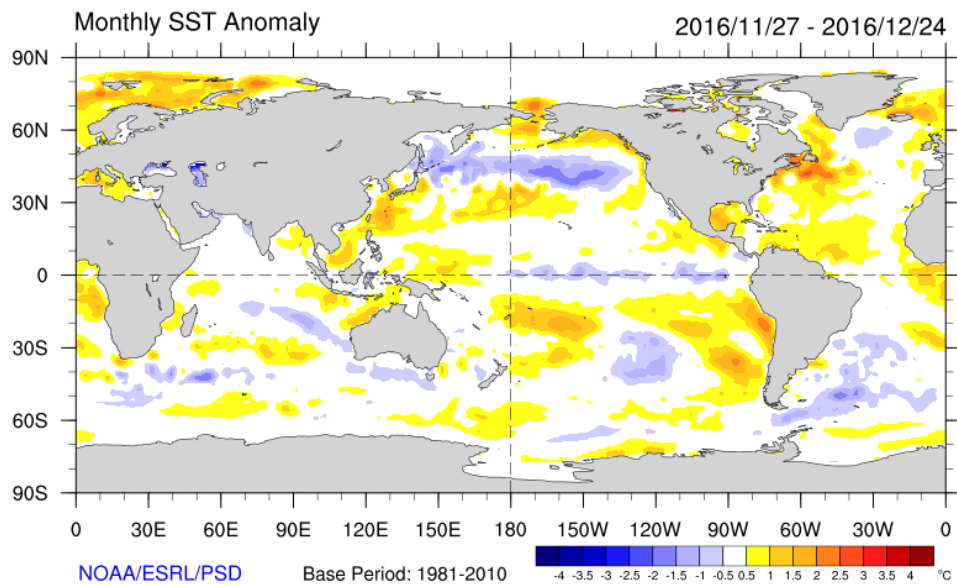 Monthly SST Anomaly 2016/11/27 - 2016/12/24
90N
60N
30N
0
30S
60S
90S
0 30E 60E 90E 120E 150E 180 150W 120W 90W 60W 30W 0
-4 -3.5 -3 -2.5 -2 -1.5 -1 -0.5 0.5 1 1.5 2 2.5 3 3.5 4 °C
NOAA/ESRL/PSD Base Period: 1981-2010